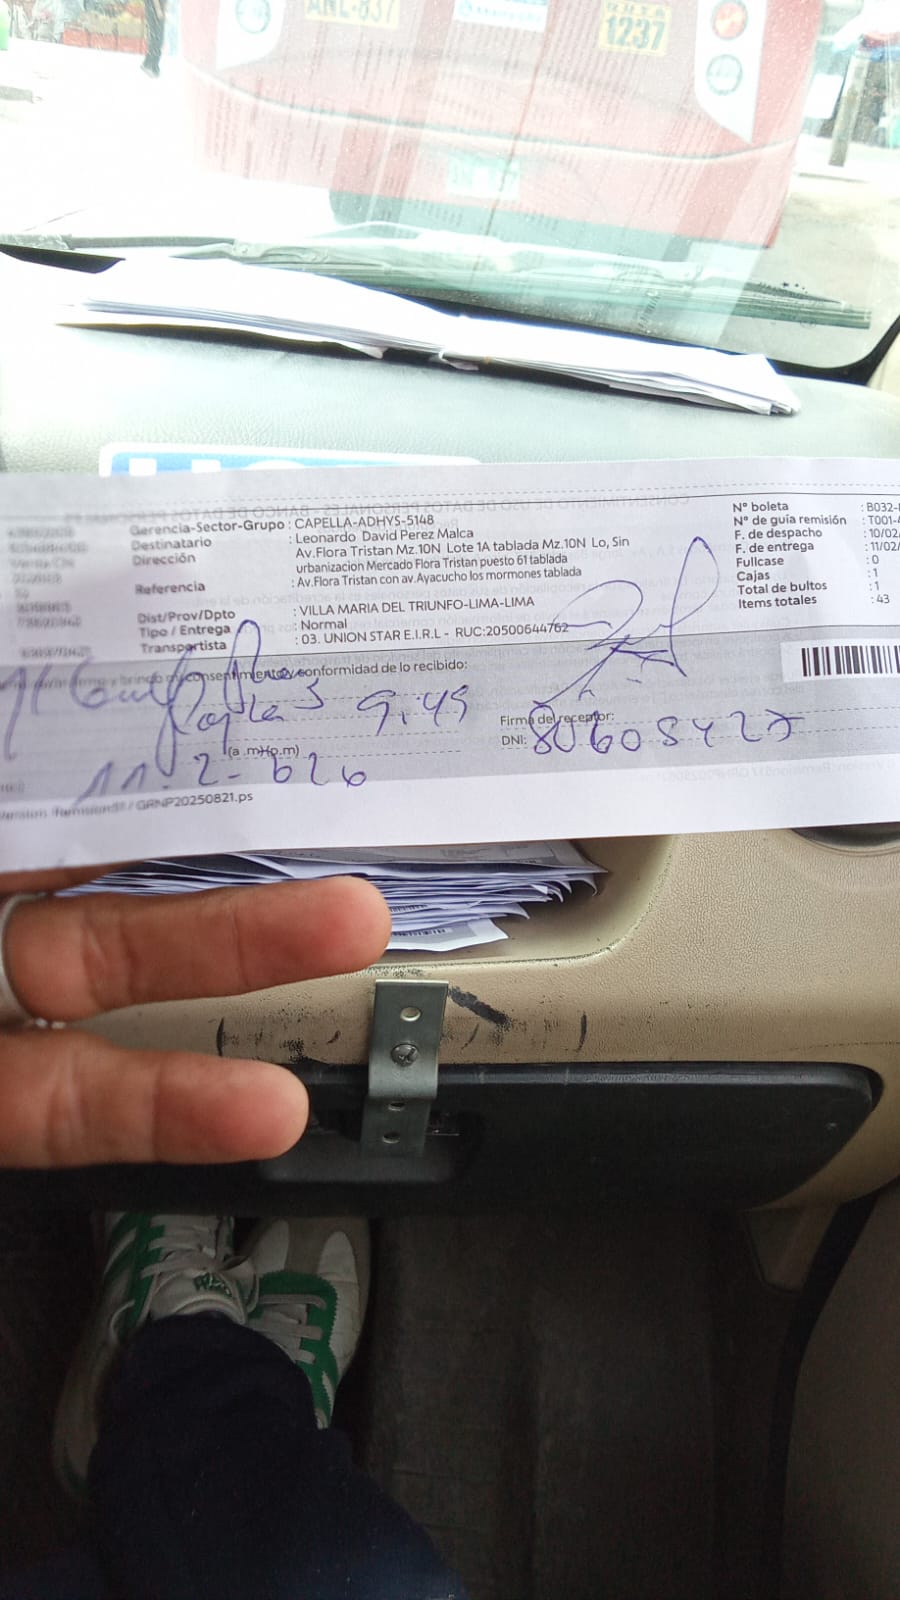 ANL-837
1237
Gerencia-Sector-Grupo : CAPELLA-ADHYS-5148
Destinatario : Leonardo David Perez Malca
Dirección : Av.Flora Tristan Mz.10N Lote 1A tablada Mz.10N Lo, Sin
urbanizacion Mercado Flora Tristan puesto 61 tablada
Referencia : Av.Flora Tristan con av.Ayacucho los mormones tablada
Dist/Prov/Dpto : VILLA MARIA DEL TRIUNFO-LIMA-LIMA
Tipo / Entrega : Normal
Transportista : 03. UNION STAR E.I.R.L - RUC:20500644762
N° boleta : B032-
N° de guía remisión : T001-
F. de despacho : 10/02/
F. de entrega : 11/02/
Fullcase : 0
Cajas : 1
Total de bultos : 1
Items totales : 43
consentimento y conformidad de lo recibido:
9:49
(a .m+o p.m)
11-2-626
Firma del receptor:
DNI: 80608427
GRNP20250821.ps